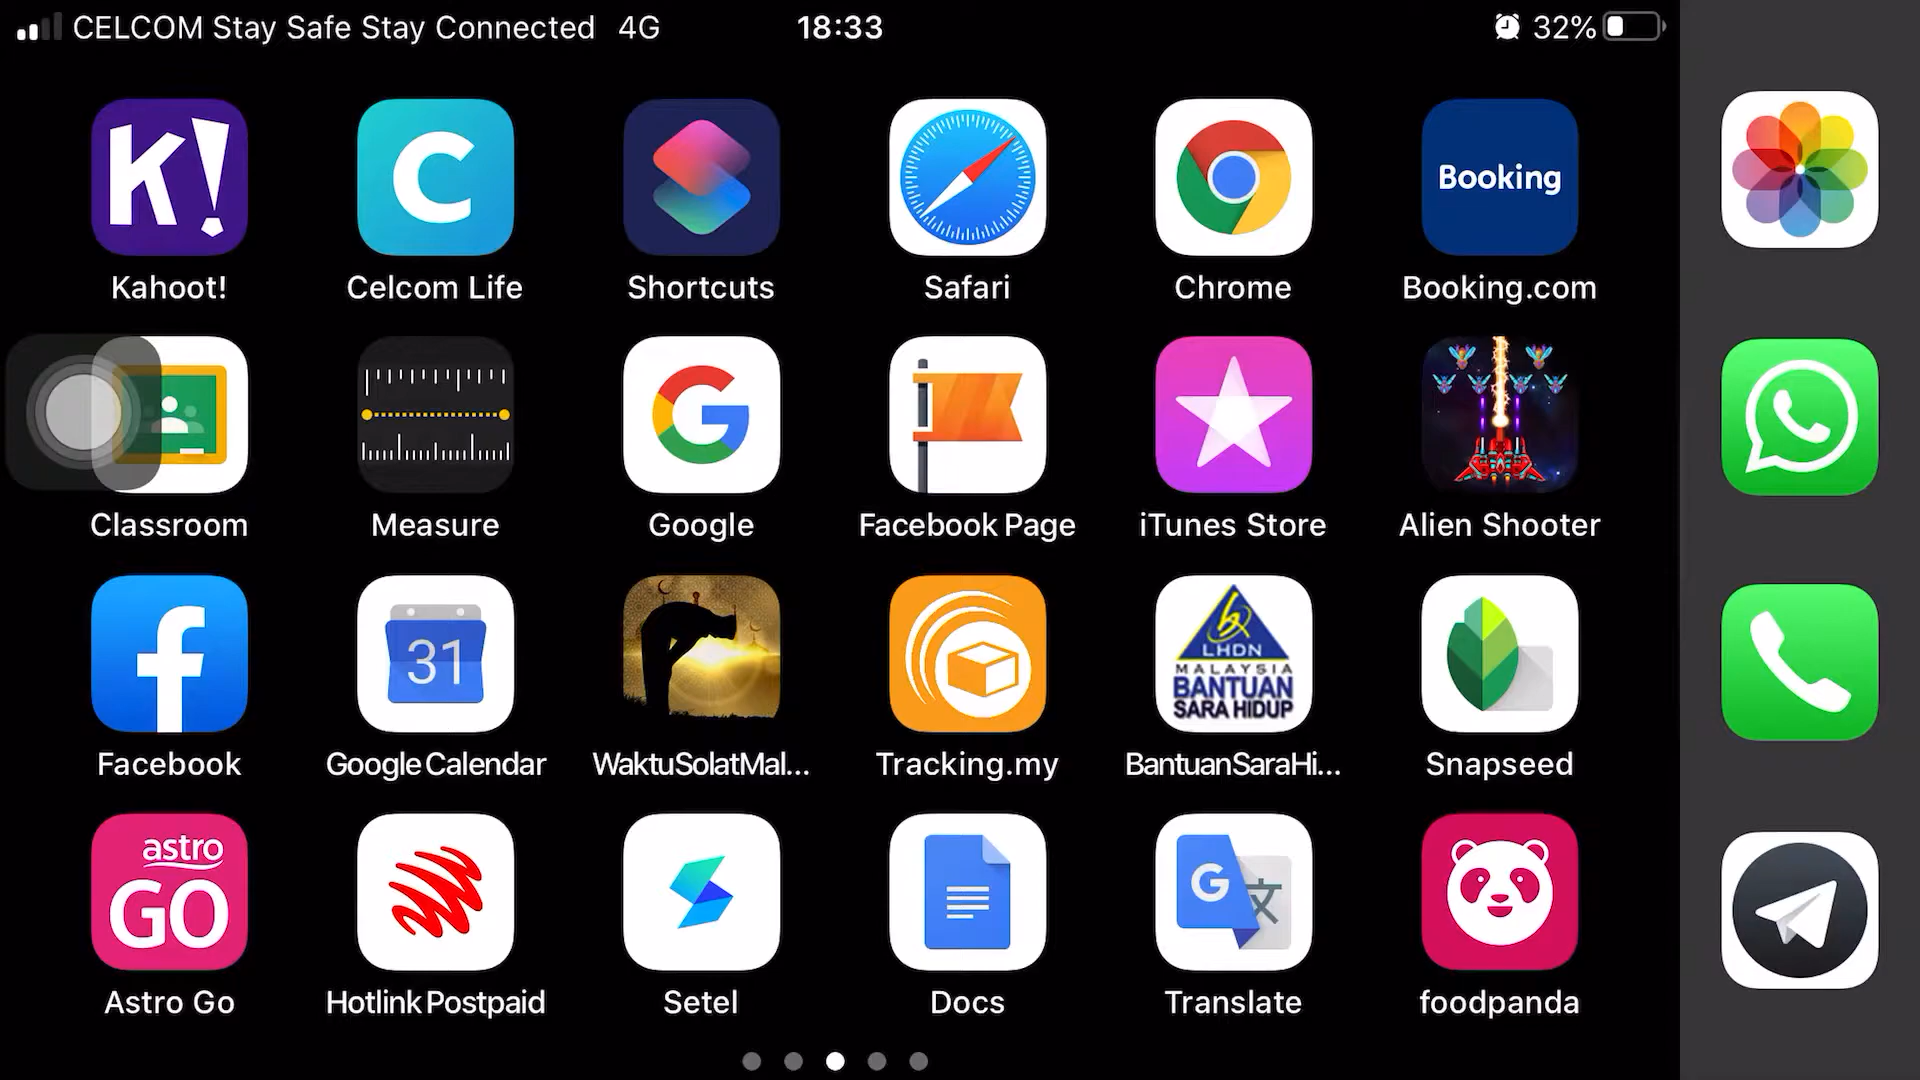 CELCOM Stay Safe Stay Connected 4G 18:33 32%
K! C Booking
Kahoot! Celcom Life Shortcuts Safari Chrome Booking.com
G
Classroom Measure Google Facebook Page iTunes Store Alien Shooter
f 31 LHDN
MALAYSIA
BANTUAN
SARA HIDUP
Facebook Google Calendar WaktuSolatMal... Tracking.my BantuanSaraHi... Snapseed
astro
GO G 文
Astro Go Hotlink Postpaid Setel Docs Translate foodpanda